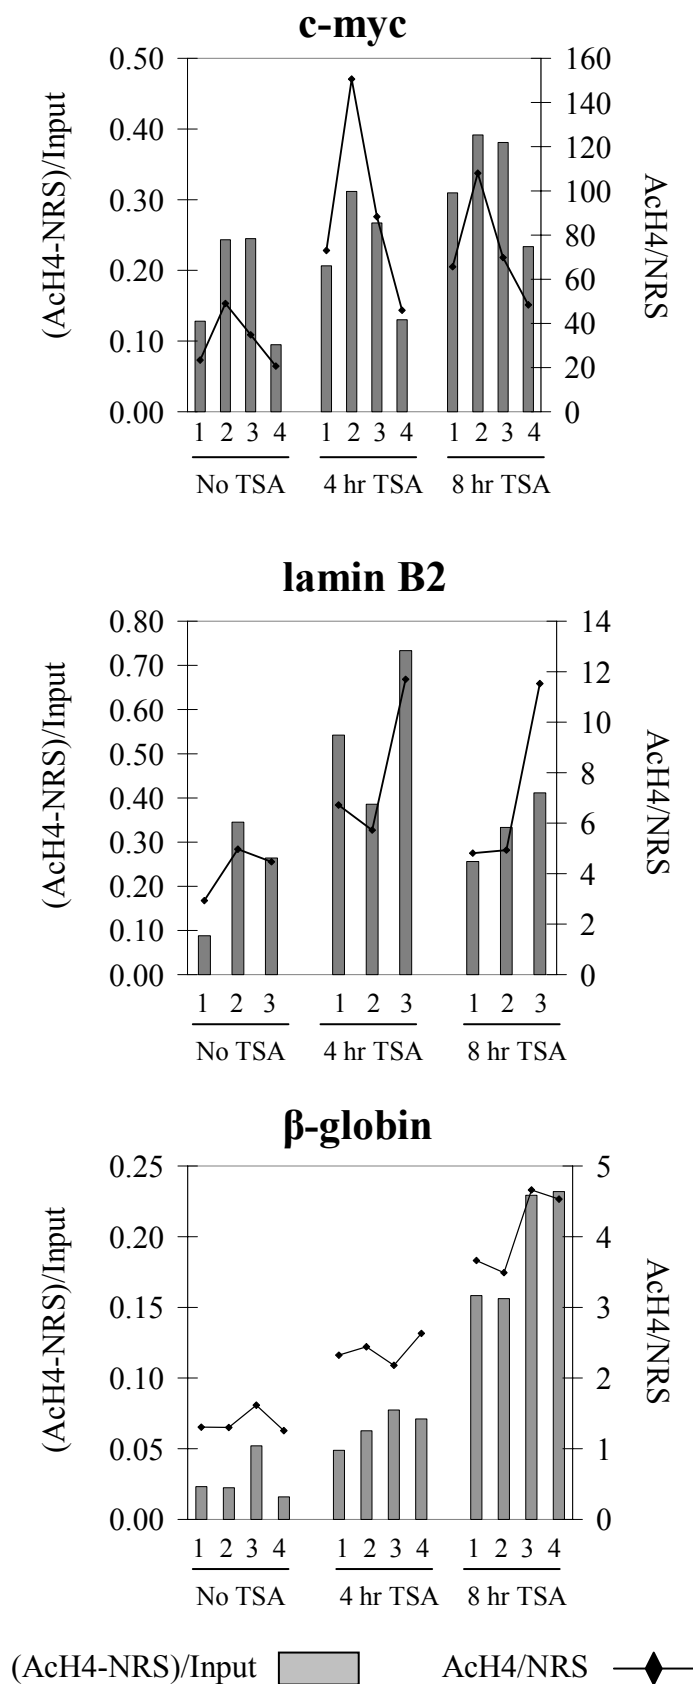 c-myc
0.50 160
140
0.40 120
0.30 100
80
0.20 60
0.10 40
20
0.00 0
(AcH4-NRS)/Input
AcH4/NRS
1 2 3 4 1 2 3 4 1 2 3 4
No TSA 4 hr TSA 8 hr TSA
lamin B2
0.80 14
0.70 12
0.60 10
0.50
0.40 8
0.30 6
0.20 4
0.10 2
0.00 0
(AcH4-NRS)/Input
AcH4/NRS
1 2 3 1 2 3 1 2 3
No TSA 4 hr TSA 8 hr TSA
β-globin
0.25 5
0.20 4
0.15 3
0.10 2
0.05 1
0.00 0
(AcH4-NRS)/Input
AcH4/NRS
1 2 3 4 1 2 3 4 1 2 3 4
No TSA 4 hr TSA 8 hr TSA
(AcH4-NRS)/Input AcH4/NRS